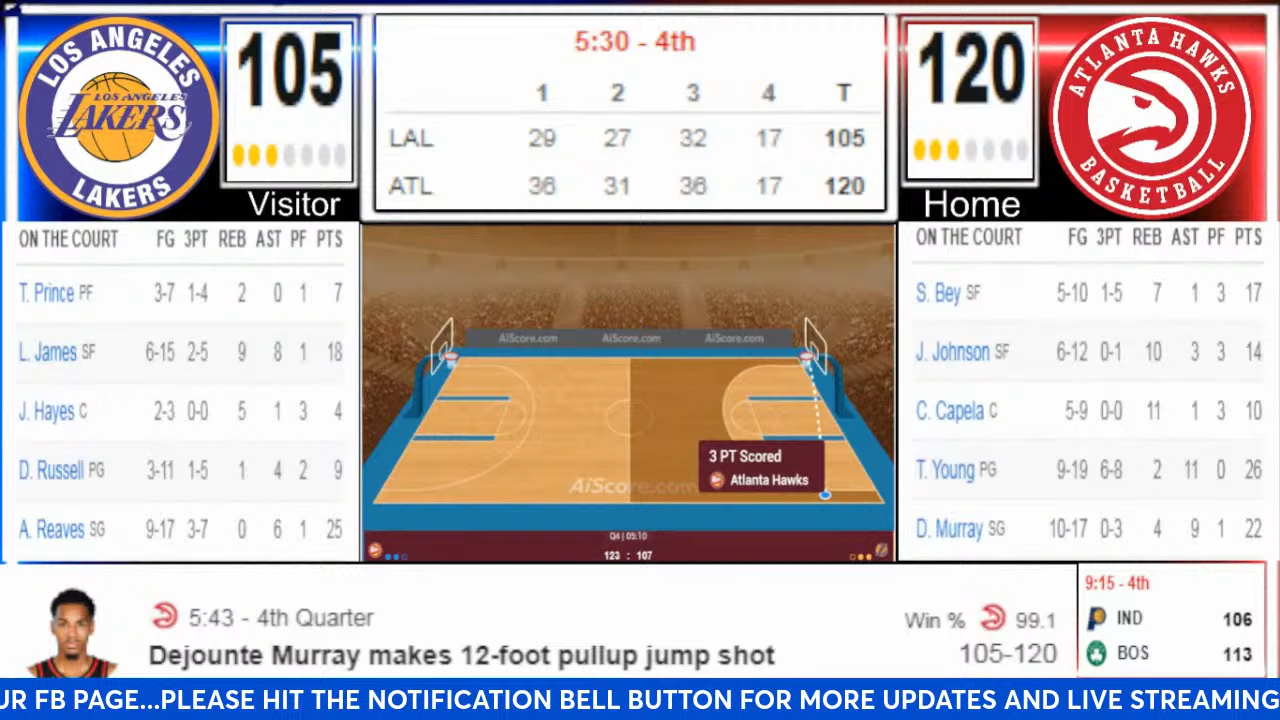 LOS ANGELES
LOS ANGELES
LAKERS
LAKERS
105
Visitor
5:30 - 4th
1 2 3 4 T
LAL 29 27 32 17 105
ATL 36 31 36 17 120
120
Home
ATLANTA HAWKS
BASKETBALL
ON THE COURT FG 3PT REB AST PF PTS
T. Prince PF 3-7 1-4 2 0 1 7
L. James SF 6-15 2-5 9 8 1 18
J. Hayes C 2-3 0-0 5 1 3 4
D. Russell PG 3-11 1-5 1 4 2 9
A. Reaves SG 9-17 3-7 0 6 1 25
AiScore.com AiScore.com AiScore.com
3 PT Scored
Atlanta Hawks
AiScore.com
Q4 | 05:10
123 : 107
ON THE COURT FG 3PT REB AST PF PTS
S. Bey SF 5-10 1-5 7 1 3 17
J. Johnson SF 6-12 0-1 10 3 3 14
C. Capela C 5-9 0-0 11 1 3 10
T. Young PG 9-19 6-8 2 11 0 26
D. Murray SG 10-17 0-3 4 9 1 22
5:43 - 4th Quarter
Dejounte Murray makes 12-foot pullup jump shot
Win % 99.1
105-120
9:15 - 4th
IND 106
BOS 113
UR FB PAGE...PLEASE HIT THE NOTIFICATION BELL BUTTON FOR MORE UPDATES AND LIVE STREAMING